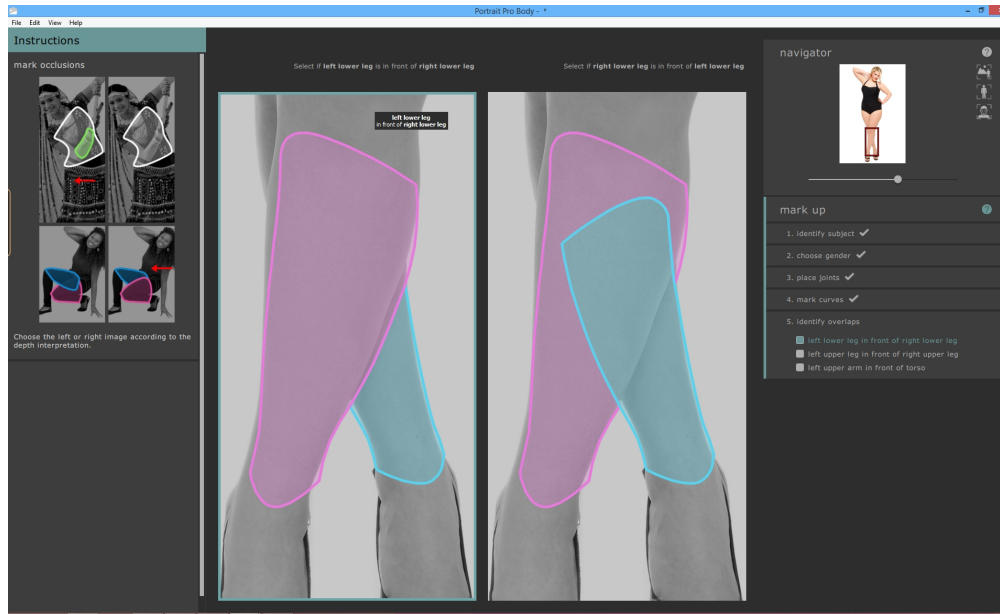 Portrait Pro Body - *
File Edit View Help
Instructions
mark occlusions
Choose the left or right image according to the
depth interpretation.
Select if left lower leg is in front of right lower leg
left lower leg
in front of right lower leg
Select if right lower leg is in front of left lower leg
navigator
?
mark up
?
1. identify subject
2. choose gender
3. place joints
4. mark curves
5. identify overlaps
left lower leg in front of right lower leg
left upper leg in front of right upper leg
left upper arm in front of torso